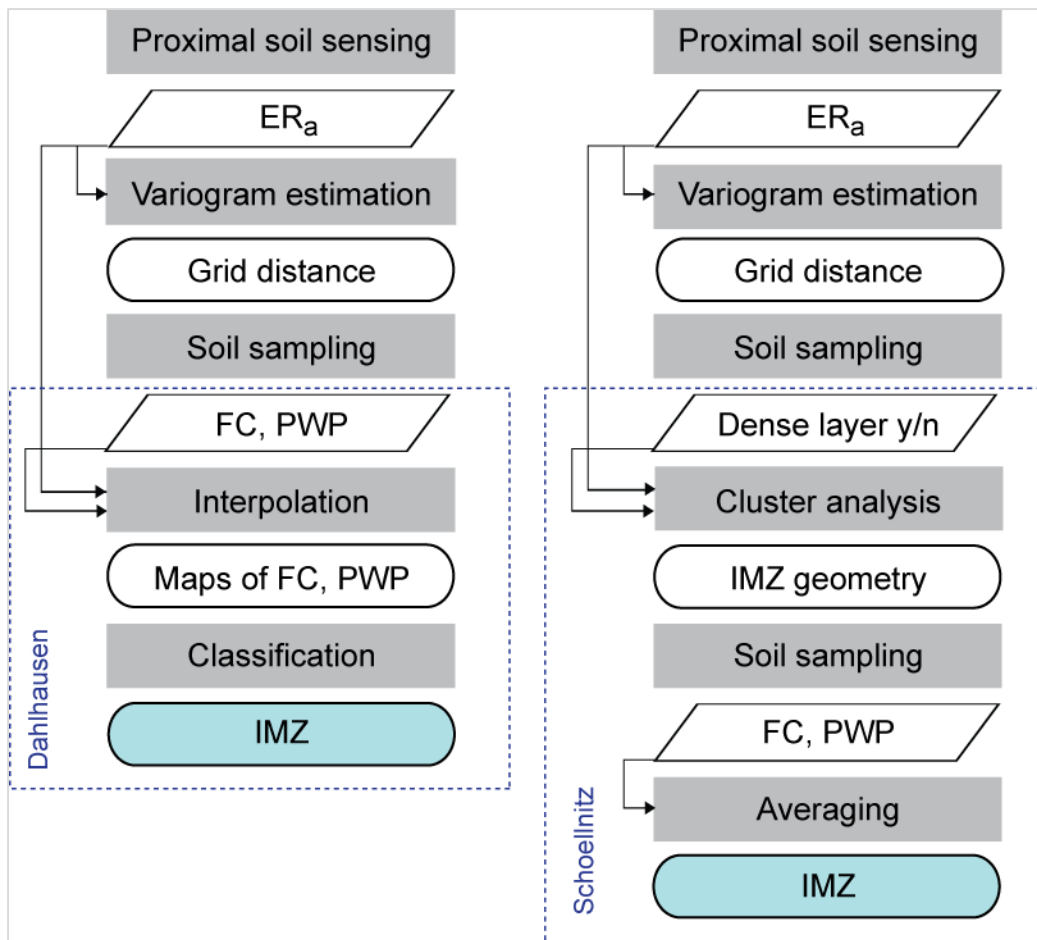 Proximal soil sensing
ERa
Variogram estimation
Grid distance
Soil sampling
FC, PWP
Interpolation
Maps of FC, PWP
Classification
IMZ
Dahlhausen
Proximal soil sensing
ERa
Variogram estimation
Grid distance
Soil sampling
Dense layer y/n
Cluster analysis
IMZ geometry
Soil sampling
FC, PWP
Averaging
IMZ
Schoellnitz